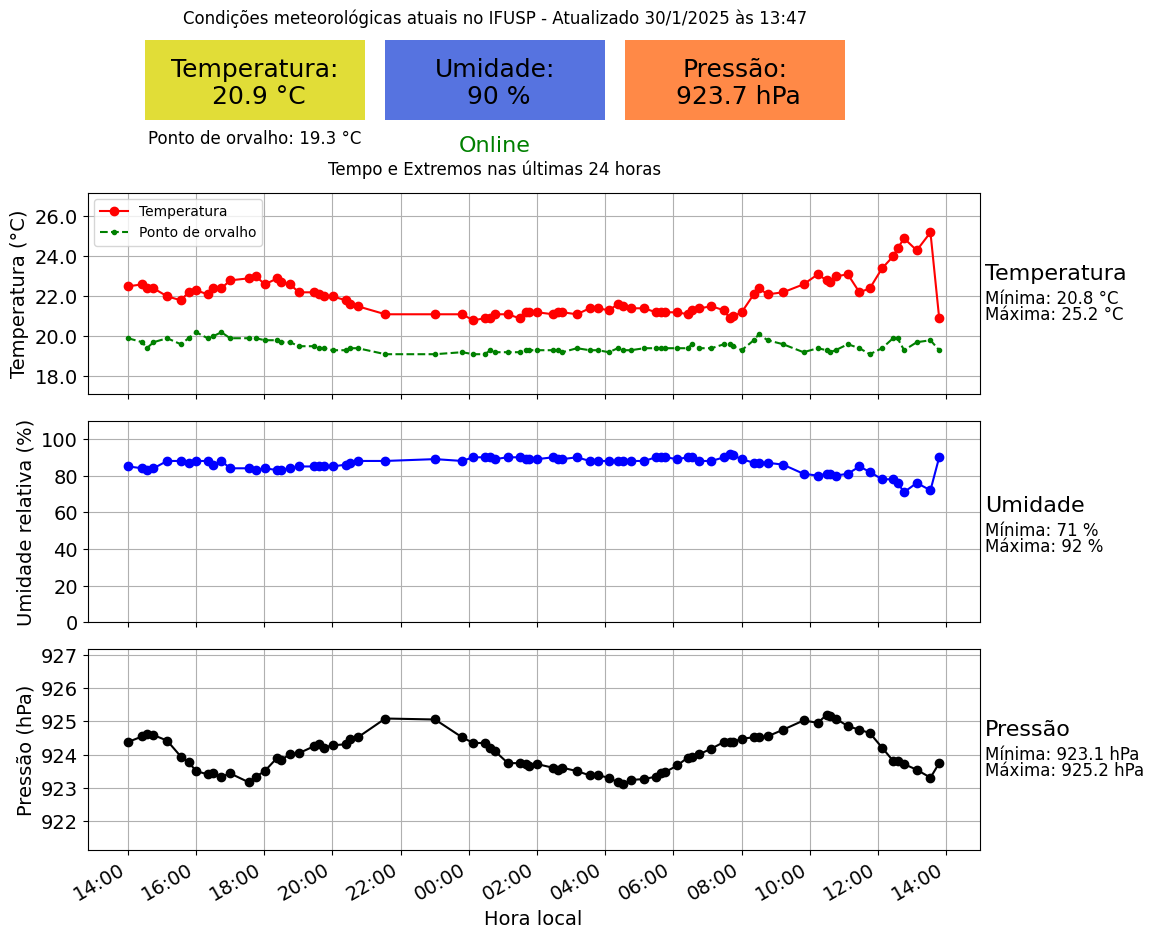 Condições meteorológicas atuais no IFUSP - Atualizado 30/1/2025 às 13:47
Temperatura:
20.9 °C
Umidade:
90 %
Pressão:
923.7 hPa
Ponto de orvalho: 19.3 °C
Online
Tempo e Extremos nas últimas 24 horas
Temperatura (°C)
26.0
24.0
22.0
20.0
18.0
Temperatura
Ponto de orvalho
Temperatura
Mínima: 20.8 °C
Máxima: 25.2 °C
Umidade relativa (%)
100
80
60
40
20
0
Umidade
Mínima: 71 %
Máxima: 92 %
Pressão (hPa)
927
926
925
924
923
922
Pressão
Mínima: 923.1 hPa
Máxima: 925.2 hPa
14:00 16:00 18:00 20:00 22:00 00:00 02:00 04:00 06:00 08:00 10:00 12:00 14:00
Hora local